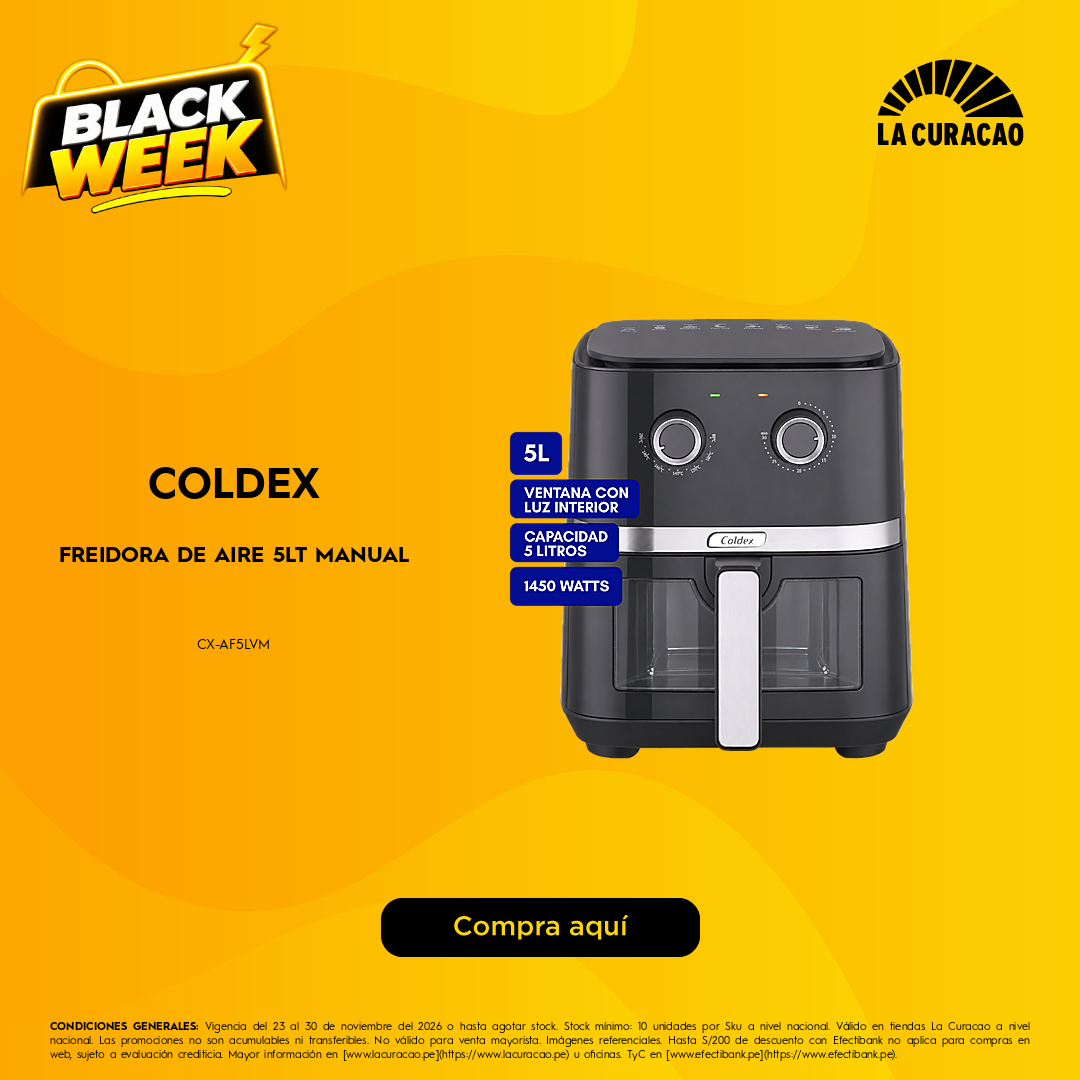 BLACK
WEEK
LA CURACAO
COLDEX
FREIDORA DE AIRE 5LT MANUAL
CX-AF5LVM
5L
VENTANA CON
LUZ INTERIOR
CAPACIDAD
5 LITROS
1450 WATTS
Coldex
Compra aquí
CONDICIONES GENERALES: Vigencia del 23 al 30 de noviembre del 2026 o hasta agotar stock. Stock mínimo: 10 unidades por Sku a nivel nacional. Válido en tiendas La Curacao a nivel
nacional. Las promociones no son acumulables ni transferibles. No válido para venta mayorista. Imágenes referenciales. Hasta S/200 de descuento con Efectibank no aplica para compras en
web, sujeto a evaluación crediticia. Mayor información en [www.lacuracao.pe](https://www.lacuracao.pe) u oficinas. TyC en [www.efectibank.pe](https://www.efectibank.pe).